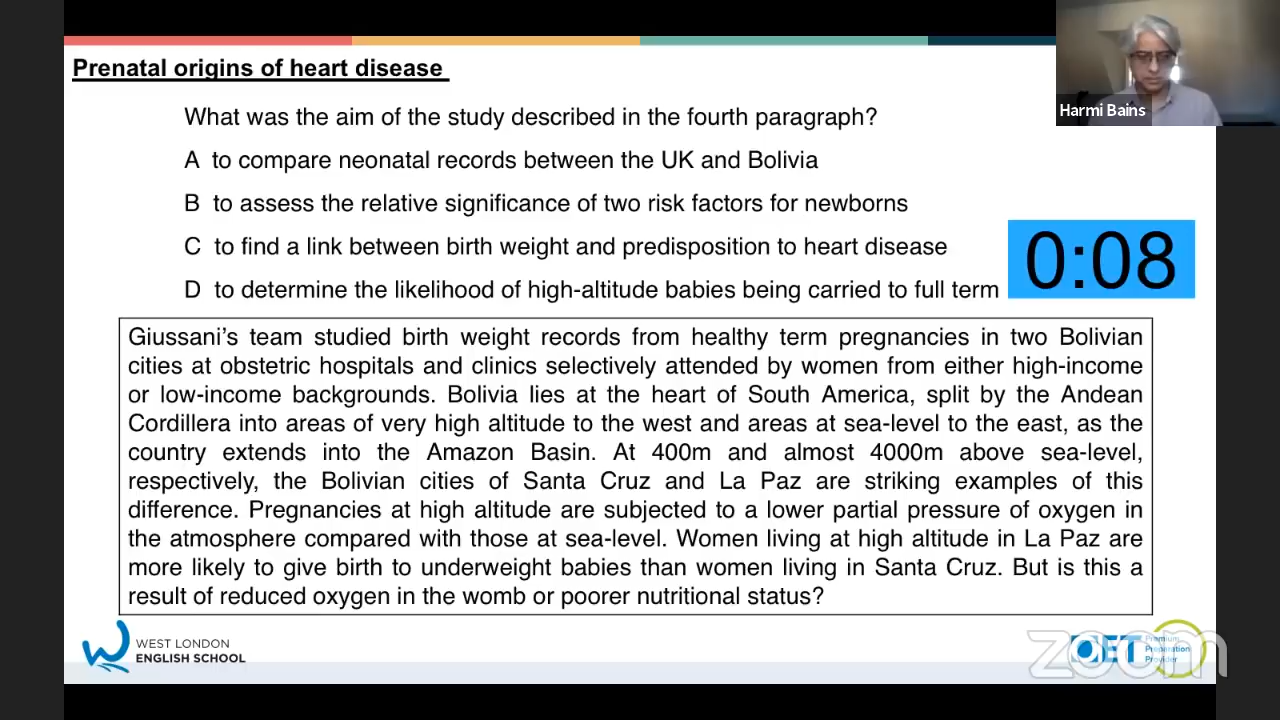 Prenatal origins of heart disease
Harmi Bains
What was the aim of the study described in the fourth paragraph?
A to compare neonatal records between the UK and Bolivia
B to assess the relative significance of two risk factors for newborns
C to find a link between birth weight and predisposition to heart disease
D to determine the likelihood of high-altitude babies being carried to full term
0:08
Giussani's team studied birth weight records from healthy term pregnancies in two Bolivian
cities at obstetric hospitals and clinics selectively attended by women from either high-income
or low-income backgrounds. Bolivia lies at the heart of South America, split by the Andean
Cordillera into areas of very high altitude to the west and areas at sea-level to the east, as the
country extends into the Amazon Basin. At 400m and almost 4000m above sea-level,
respectively, the Bolivian cities of Santa Cruz and La Paz are striking examples of this
difference. Pregnancies at high altitude are subjected to a lower partial pressure of oxygen in
the atmosphere compared with those at sea-level. Women living at high altitude in La Paz are
more likely to give birth to underweight babies than women living in Santa Cruz. But is this a
result of reduced oxygen in the womb or poorer nutritional status?
WEST LONDON
ENGLISH SCHOOL
OET
Premium
Preparation
Provider
zoom